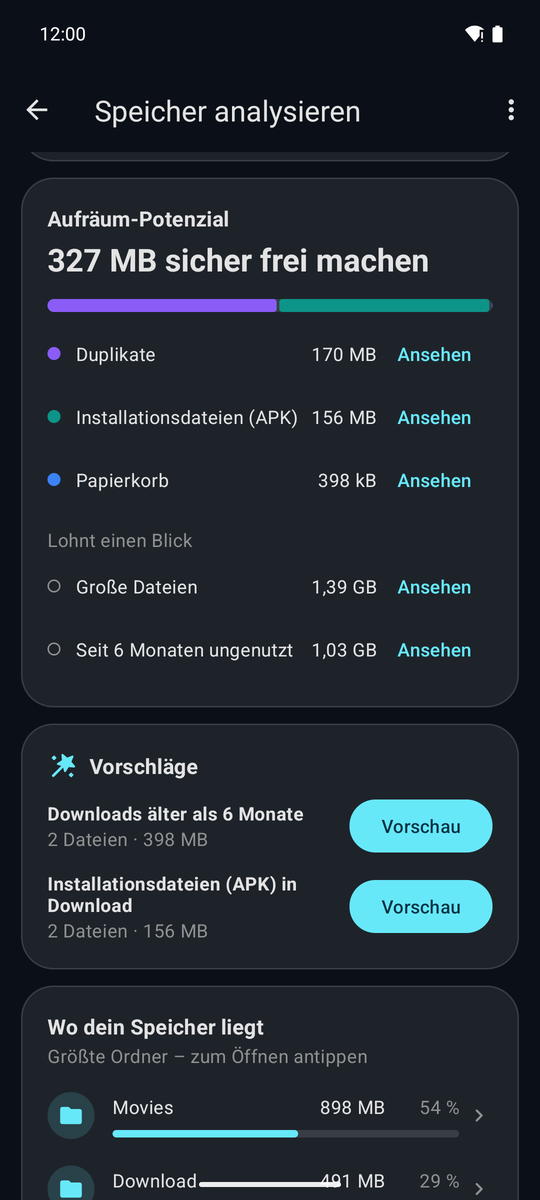 12:00
Speicher analysieren
Aufräum-Potenzial
327 MB sicher frei machen
Duplikate 170 MB Ansehen
Installationsdateien (APK) 156 MB Ansehen
Papierkorb 398 kB Ansehen
Lohnt einen Blick
Große Dateien 1,39 GB Ansehen
Seit 6 Monaten ungenutzt 1,03 GB Ansehen
Vorschläge
Downloads älter als 6 Monate
2 Dateien · 398 MB
Vorschau
Installationsdateien (APK) in
Download
2 Dateien · 156 MB
Vorschau
Wo dein Speicher liegt
Größte Ordner – zum Öffnen antippen
Movies 898 MB 54 %
Download 491 MB 29 %